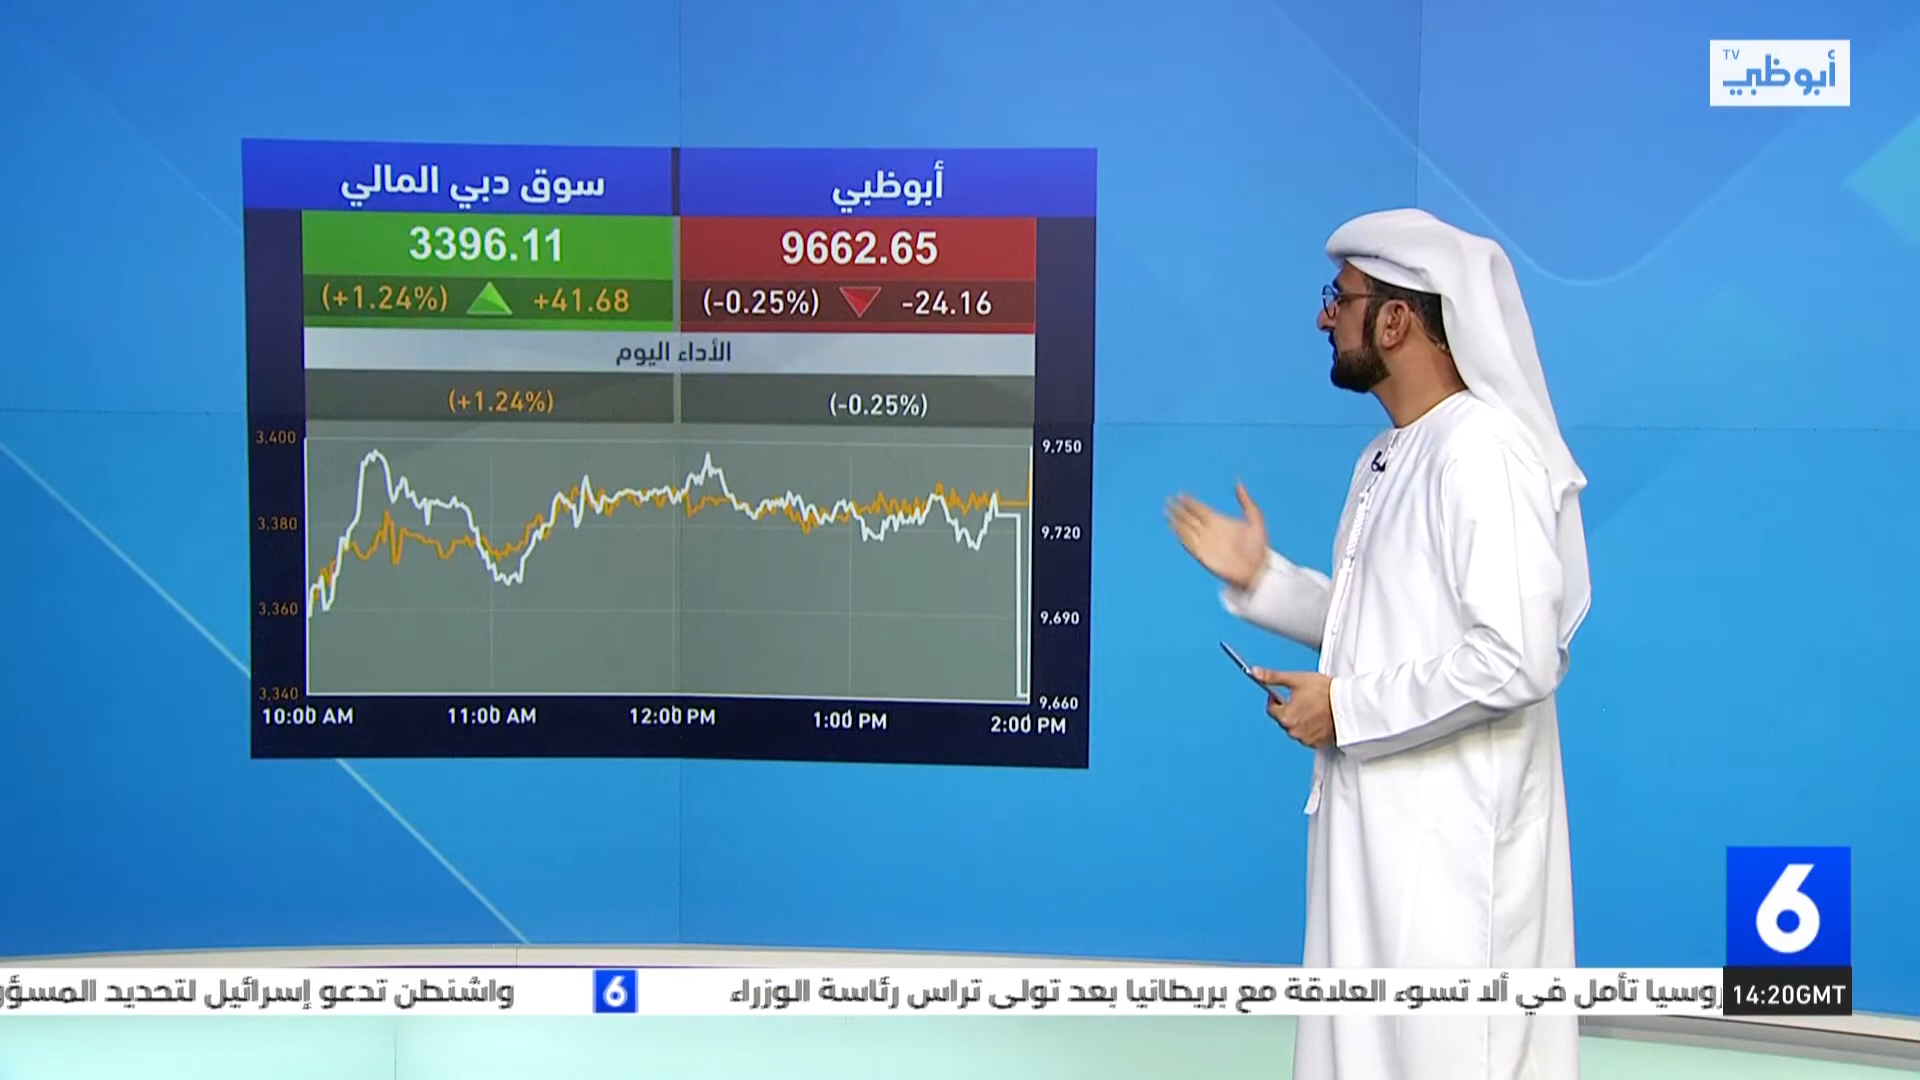 أبوظبي TV
أبوظبي
سوق دبي المالي
9662.65
3396.11
(-0.25%) -24.16
(+1.24%) +41.68
الأداء اليوم
(-0.25%)
(+1.24%)
3,400
3,380
3,360
3,340
9,750
9,720
9,690
9,660
10:00 AM 11:00 AM 12:00 PM 1:00 PM 2:00 PM
6
روسيا تأمل في ألا تسوء العلاقة مع بريطانيا بعد تولى تراس رئاسة الوزراء 6 واشنطن تدعو إسرائيل لتحديد
14:20GMT